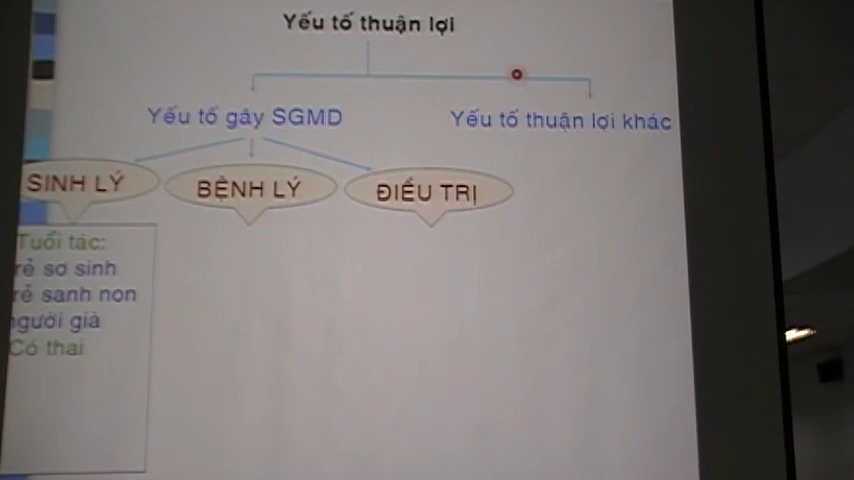 Yếu tố thuận lợi
Yếu tố gây SGMD
Yếu tố thuận lợi khác
SINH LÝ
BỆNH LÝ
ĐIỀU TRỊ
Tuổi tác:
rẻ sơ sinh
rẻ sanh non
gười già
Có thai